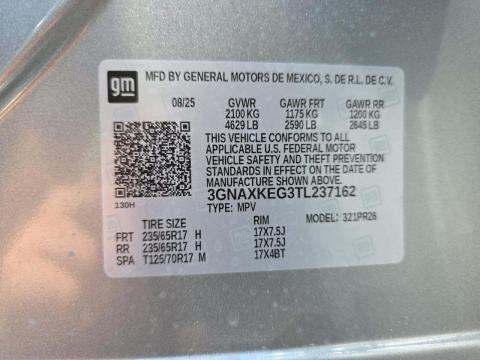 gm MFD BY GENERAL MOTORS DE MEXICO, S. DE R.L. DE C.V.
08/25 GVWR GAWR FRT GAWR RR
2100 KG 1175 KG 1200 KG
4629 LB 2590 LB 2645 LB
THIS VEHICLE CONFORMS TO ALL
APPLICABLE U.S. FEDERAL MOTOR
VEHICLE SAFETY AND THEFT PREVENTION
STANDARDS IN EFFECT ON THE DATE OF
MANUFACTURE SHOWN ABOVE.
3GNAXKEG3TL237162
130H TYPE: MPV MODEL: 321PR26
TIRE SIZE RIM
FRT 235/65R17 H 17X7.5J
RR 235/65R17 H 17X7.5J
SPA T125/70R17 M 17X4BT